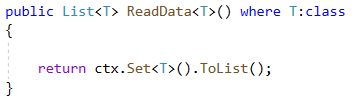 public List<T> ReadData<T>() where T:class
{
return ctx.Set<T>().ToList();
}